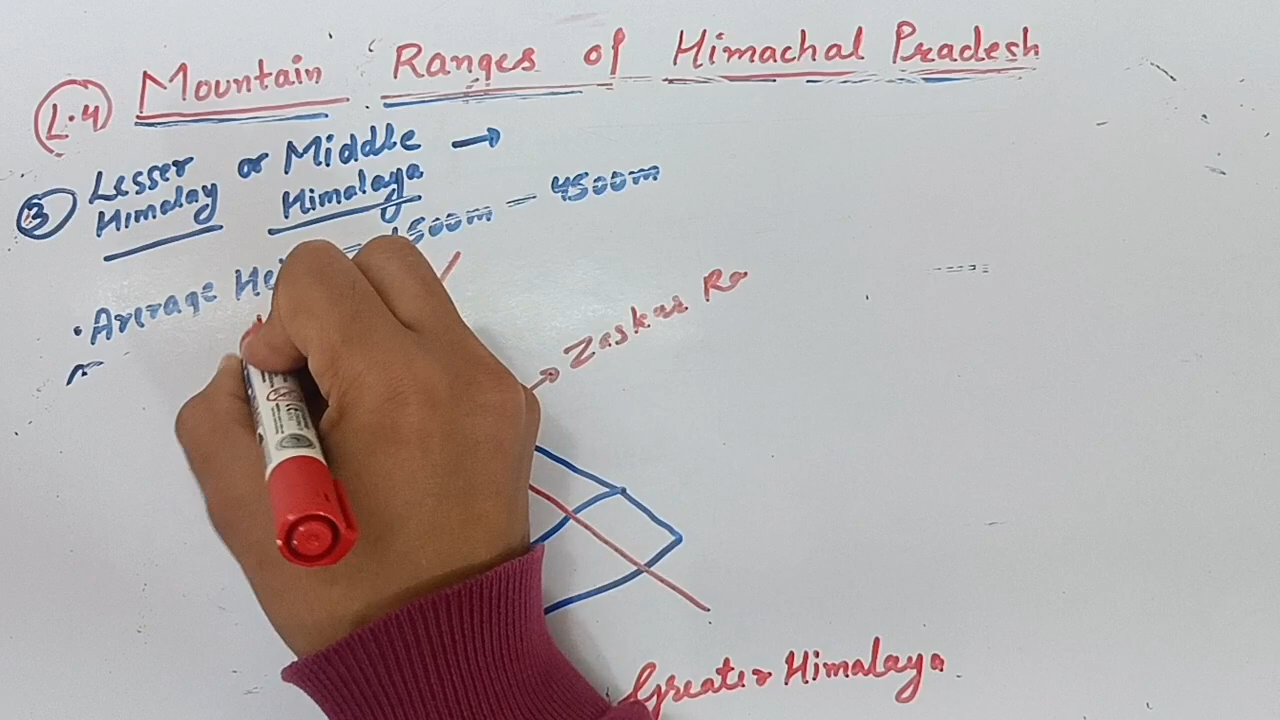 L.4 Mountain Ranges of Himachal Pradesh
③ Lesser or Middle →
Himalay Himalaya
• Average Hei = 1500m - 4500m
→ Zaskar Ra
Greater Himalaya